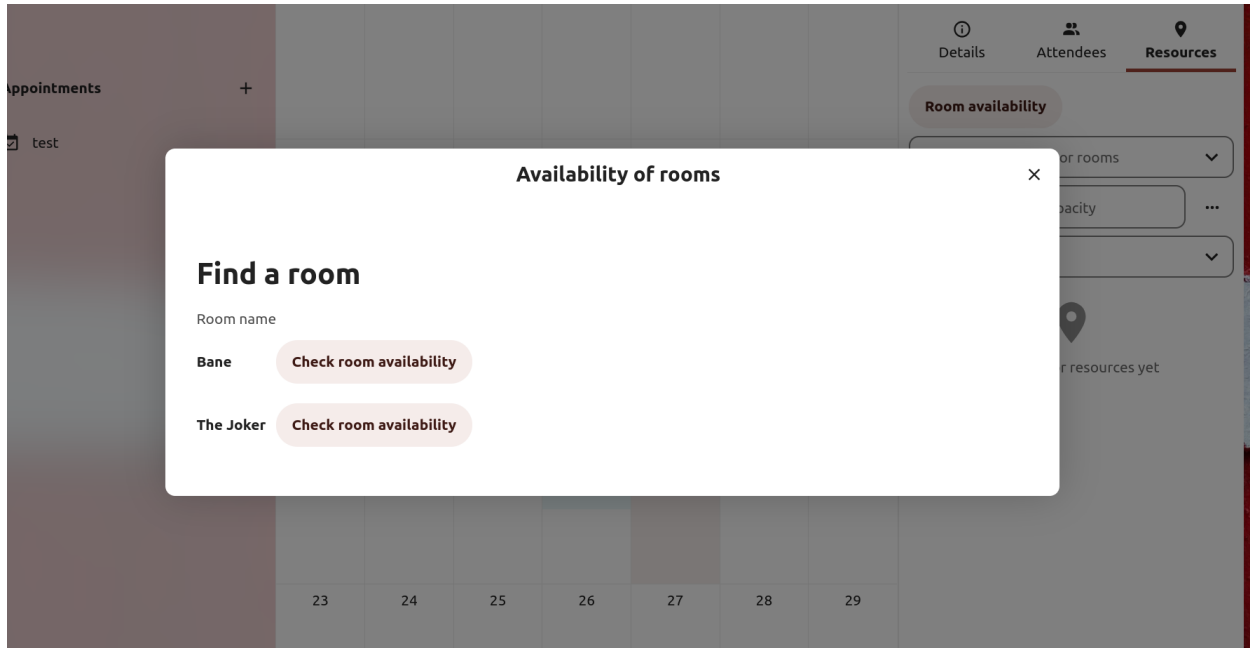 Details Attendees Resources
Appointments +
Room availability
test
or rooms
Availability of rooms
pacity ...
Find a room
Room name
Bane Check room availability
r resources yet
The Joker Check room availability
23 24 25 26 27 28 29